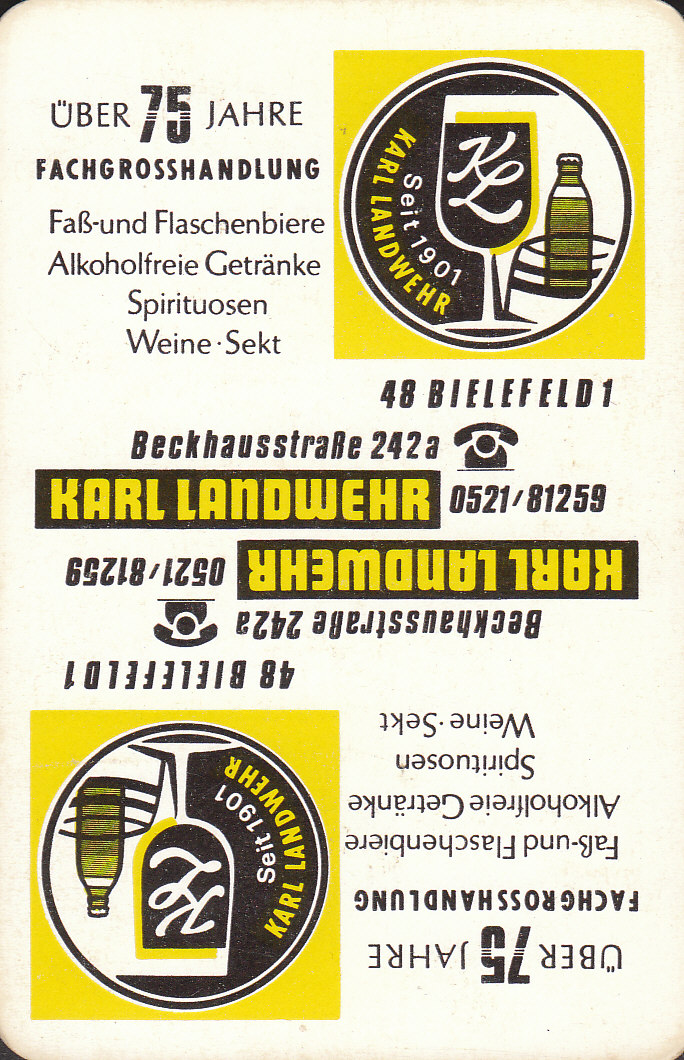 ÜBER 75 JAHRE
FACHGROSSHANDLUNG
Faß-und Flaschenbiere
Alkoholfreie Getränke
Spirituosen
Weine·Sekt
KL
Seit 1901
KARL LANDWEHR
48 BIELEFELD 1
Beckhausstraße 242a
KARL LANDWEHR 0521/81259
KARL LANDWEHR 0521/81259
Beckhausstraße 242a
48 BIELEFELD 1
ÜBER 75 JAHRE
FACHGROSSHANDLUNG
Faß-und Flaschenbiere
Alkoholfreie Getränke
Spirituosen
Weine·Sekt
KL
Seit 1901
KARL LANDWEHR